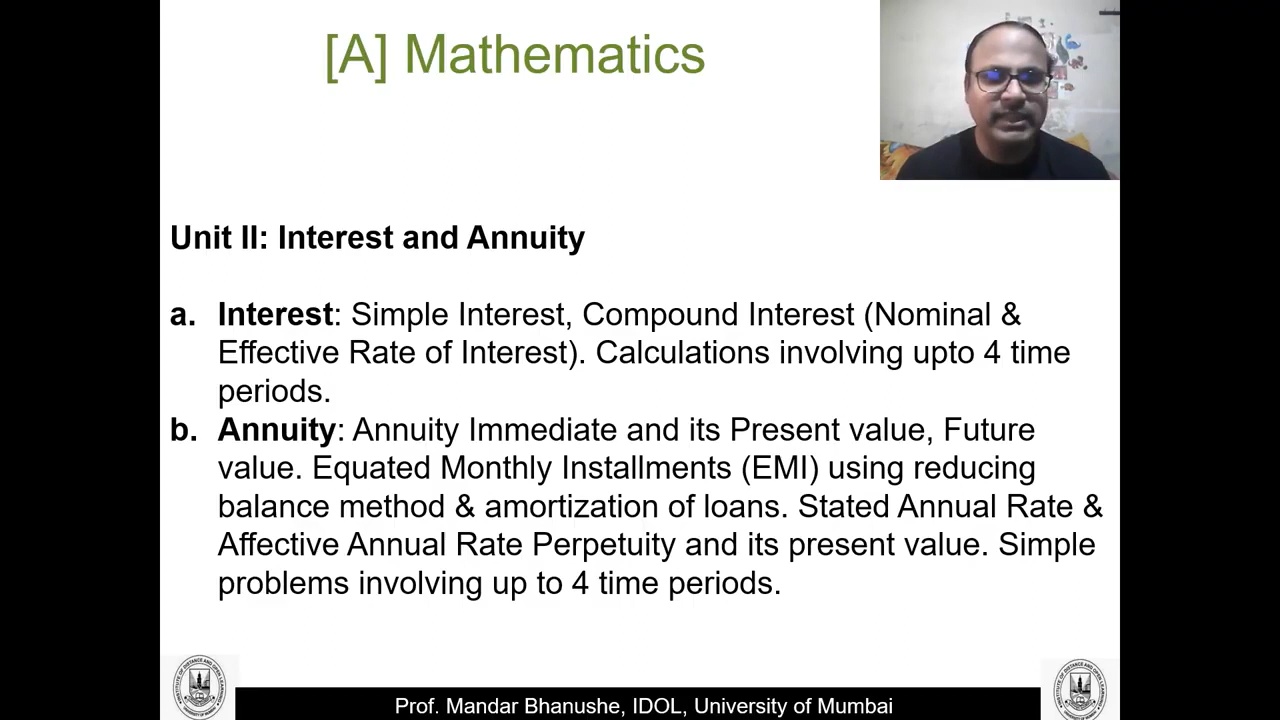 [A] Mathematics
Unit II: Interest and Annuity
a. Interest: Simple Interest, Compound Interest (Nominal &
Effective Rate of Interest). Calculations involving upto 4 time
periods.
b. Annuity: Annuity Immediate and its Present value, Future
value. Equated Monthly Installments (EMI) using reducing
balance method & amortization of loans. Stated Annual Rate &
Affective Annual Rate Perpetuity and its present value. Simple
problems involving up to 4 time periods.
Prof. Mandar Bhanushe, IDOL, University of Mumbai